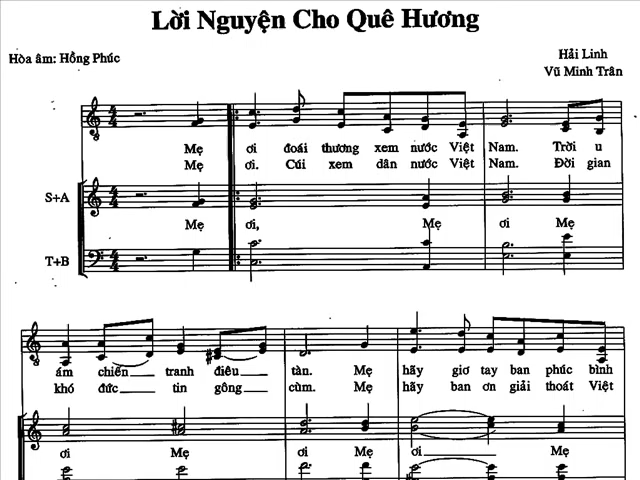 Lời Nguyện Cho Quê Hương
Hòa âm: Hồng Phúc
Hải Linh
Vũ Minh Trân
Mẹ ơi đoái thương xem nước Việt Nam. Trời u
Mẹ ơi. Cúi xem dân nước Việt Nam. Đời gian
S+A
Mẹ ơi, Mẹ ơi Mẹ
T+B
ám chiến tranh điêu tàn. Mẹ hãy giơ tay ban phúc bình
khó đức tin gông cùm. Mẹ hãy ban ơn giải thoát Việt
ơi Mẹ ơi Mẹ ơi Mẹ